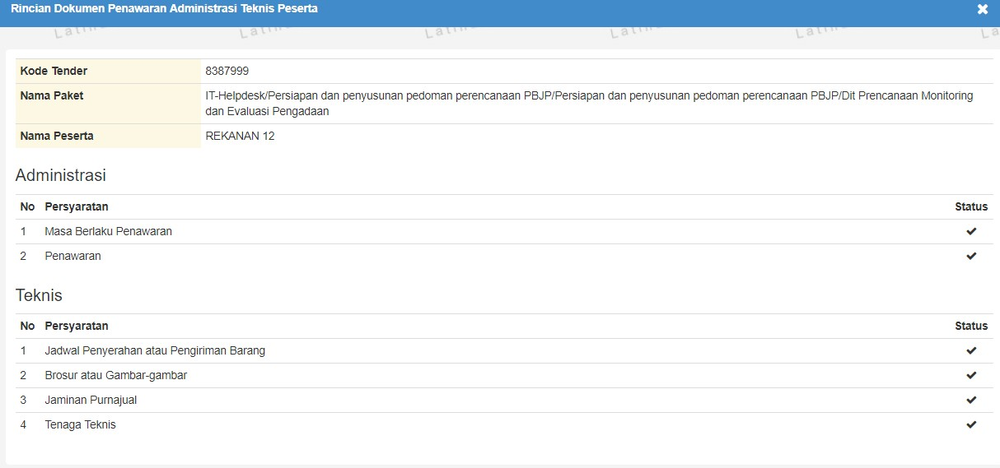 Rincian Dokumen Penawaran Administrasi Teknis Peserta
Kode Tender 8387999
Nama Paket IT-Helpdesk/Persiapan dan penyusunan pedoman perencanaan PBJP/Persiapan dan penyusunan pedoman perencanaan PBJP/Dit Prencanaan Monitoring
dan Evaluasi Pengadaan
Nama Peserta REKANAN 12
Administrasi
No Persyaratan Status
1 Masa Berlaku Penawaran ✔
2 Penawaran ✔
Teknis
No Persyaratan Status
1 Jadwal Penyerahan atau Pengiriman Barang ✔
2 Brosur atau Gambar-gambar ✔
3 Jaminan Purnajual ✔
4 Tenaga Teknis ✔